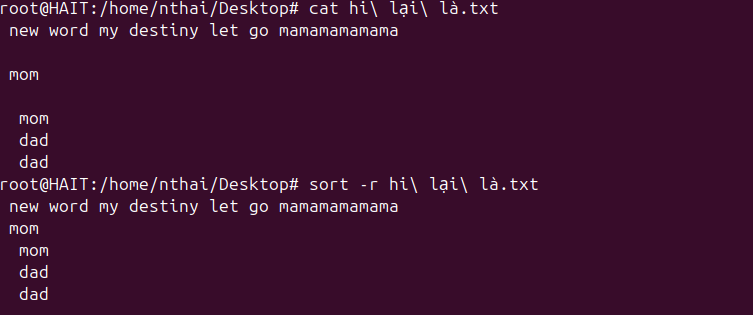 root@HAIT:/home/nthai/Desktop# cat hi\ lại\ là.txt
 new word my destiny let go mamamamamama
 mom
  mom
  dad
  dad
root@HAIT:/home/nthai/Desktop# sort -r hi\ lại\ là.txt
 new word my destiny let go mamamamamama
 mom
  mom
  dad
  dad